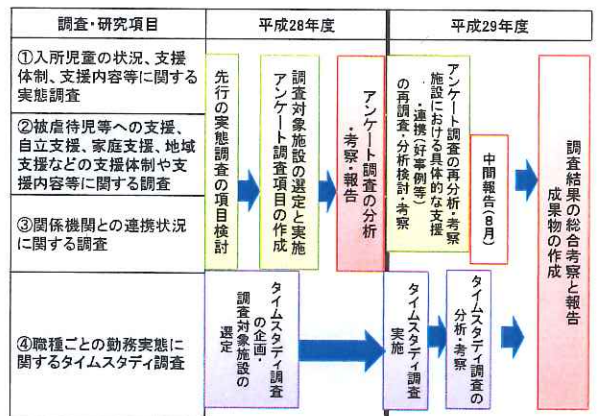 調査・研究項目
平成28年度
平成29年度
①入所児童の状況、支援
体制、支援内容等に関する
実態調査
②被虐待児等への支援、
自立支援、家庭支援、地域
支援などの支援体制や支
援内容等に関する調査
③関係機関との連携状況
に関する調査
④職種ごとの勤務実態に
関するタイムスタディ調査
先行の実態調査の項目検討
調査対象施設の選定と実施
アンケート調査項目の作成
アンケート調査の分析
・考察・報告
アンケート調査の再分析・考察
施設における具体的な支援
・連携(好事例等)
の再調査・分析検討・考察
中間報告(8月)
調査結果の総合考察と報告
成果物の作成
タイムスタディ調査
の企画・
調査対象施設の
選定
タイムスタディ調査
実施
タイムスタディ調査の
分析・考察